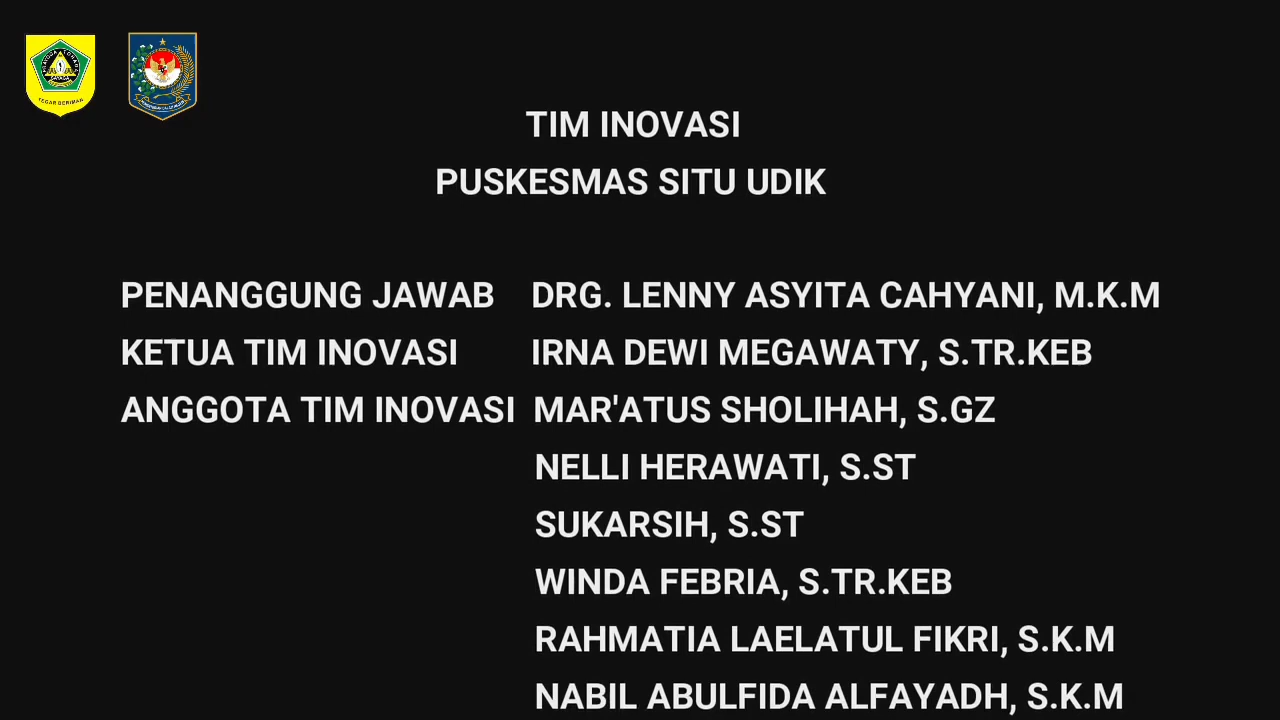 TEGAR BERIMAN
TIM INOVASI
PUSKESMAS SITU UDIK
PENANGGUNG JAWAB DRG. LENNY ASYITA CAHYANI, M.K.M
KETUA TIM INOVASI IRNA DEWI MEGAWATY, S.TR.KEB
ANGGOTA TIM INOVASI MAR'ATUS SHOLIHAH, S.GZ
NELLI HERAWATI, S.ST
SUKARSIH, S.ST
WINDA FEBRIA, S.TR.KEB
RAHMATIA LAELATUL FIKRI, S.K.M
NABIL ABULFIDA ALFAYADH, S.K.M